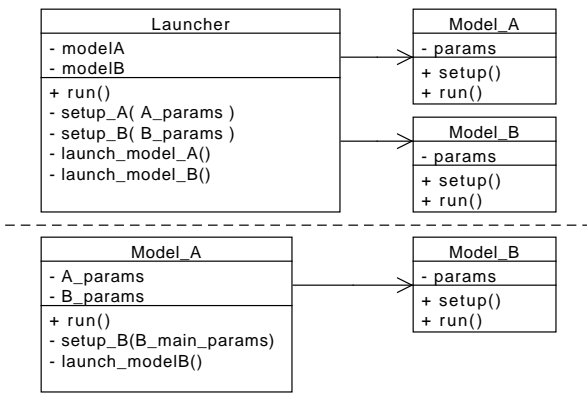 Launcher
- modelA
- modelB
+ run()
- setup_A( A_params )
- setup_B( B_params )
- launch_model_A()
- launch_model_B()
Model_A
- params
+ setup()
+ run()
Model_B
- params
+ setup()
+ run()
Model_A
- A_params
- B_params
+ run()
- setup_B(B_main_params)
- launch_modelB()
Model_B
- params
+ setup()
+ run()